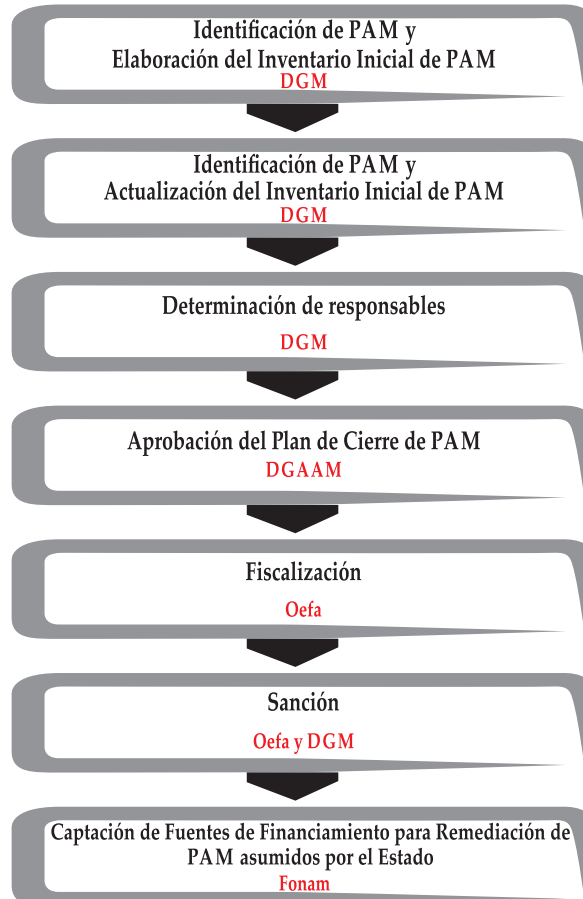 Identificación de PAM y
Elaboración del Inventario Inicial de PAM
DGM
Identificación de PAM y
Actualización del Inventario Inicial de PAM
DGM
Determinación de responsables
DGM
Aprobación del Plan de Cierre de PAM
DGAAM
Fiscalización
Oefa
Sanción
Oefa y DGM
Captación de Fuentes de Financiamiento para Remediación de
PAM asumidos por el Estado
Fonam